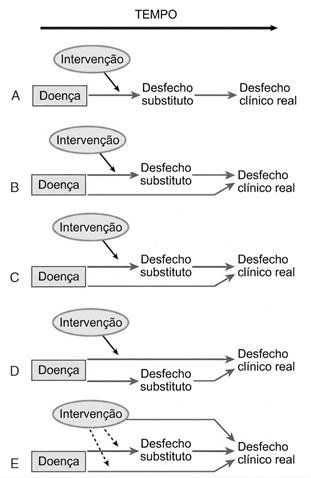 TEMPO
Intervenção
A Doença Desfecho substituto Desfecho clínico real
Intervenção
B Doença Desfecho substituto Desfecho clínico real
Intervenção
C Doença Desfecho substituto Desfecho clínico real
Intervenção
D Doença Desfecho substituto Desfecho clínico real
Intervenção
E Doença Desfecho substituto Desfecho clínico real